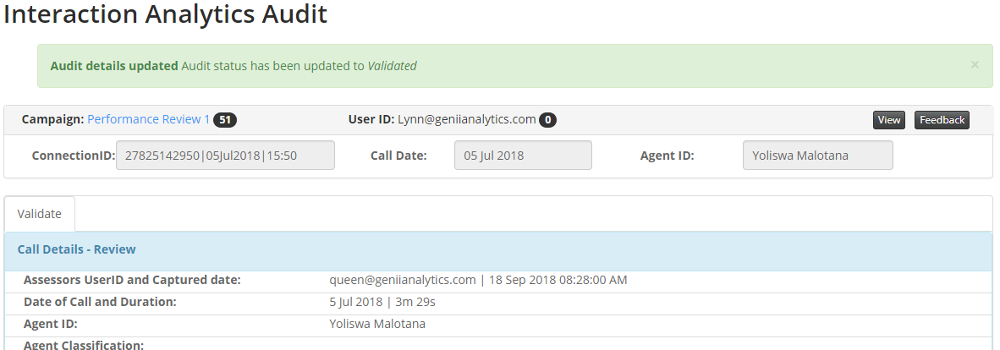 Interaction Analytics Audit
Audit details updated Audit status has been updated to Validated ×
Campaign: Performance Review 1 51 User ID: Lynn@geniianalytics.com 0 View Feedback
ConnectionID: 27825142950|05Jul2018|15:50 Call Date: 05 Jul 2018 Agent ID: Yoliswa Malotana
Validate
Call Details - Review
Assessors UserID and Captured date: queen@geniianalytics.com | 18 Sep 2018 08:28:00 AM
Date of Call and Duration: 5 Jul 2018 | 3m 29s
Agent ID: Yoliswa Malotana
Agent Classification: